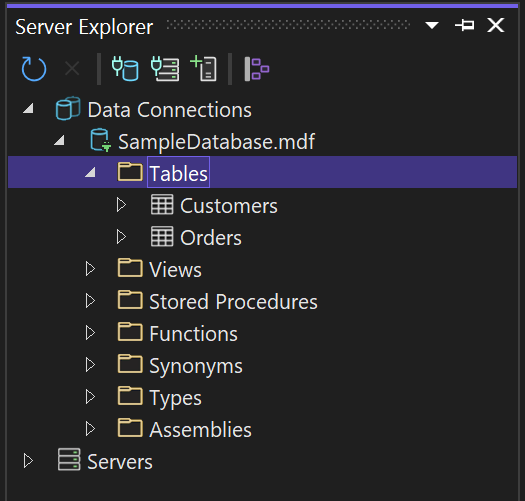 Server Explorer
Data Connections
SampleDatabase.mdf
Tables
Customers
Orders
Views
Stored Procedures
Functions
Synonyms
Types
Assemblies
Servers